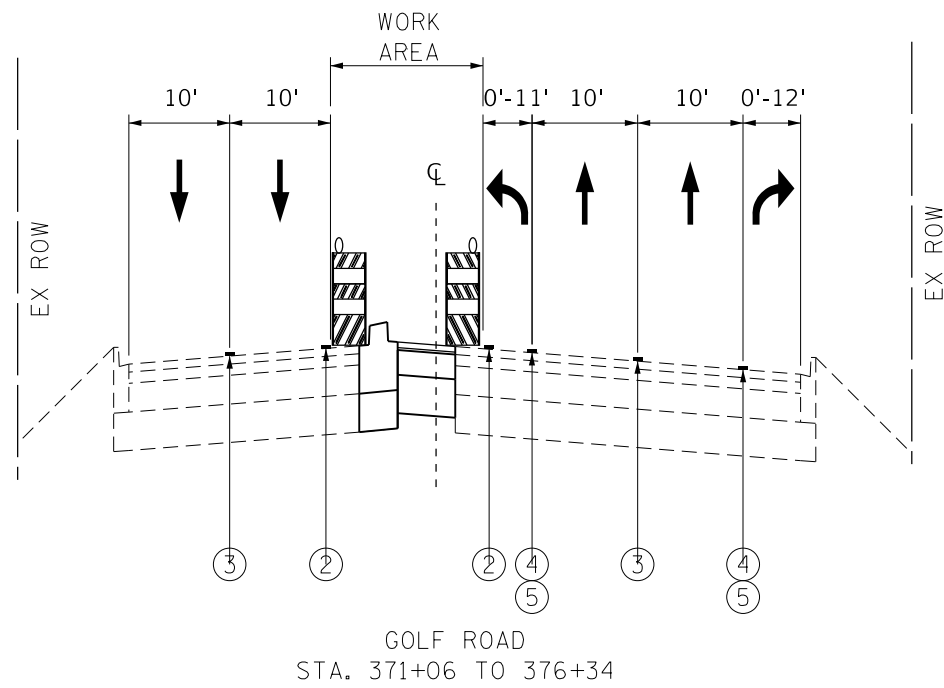 WORK
AREA
10' 10' 0'-11' 10' 10' 0'-12'
℄
EX ROW
EX ROW
3 2 2 4 3 4
5 5
GOLF ROAD
STA. 371+06 TO 376+34